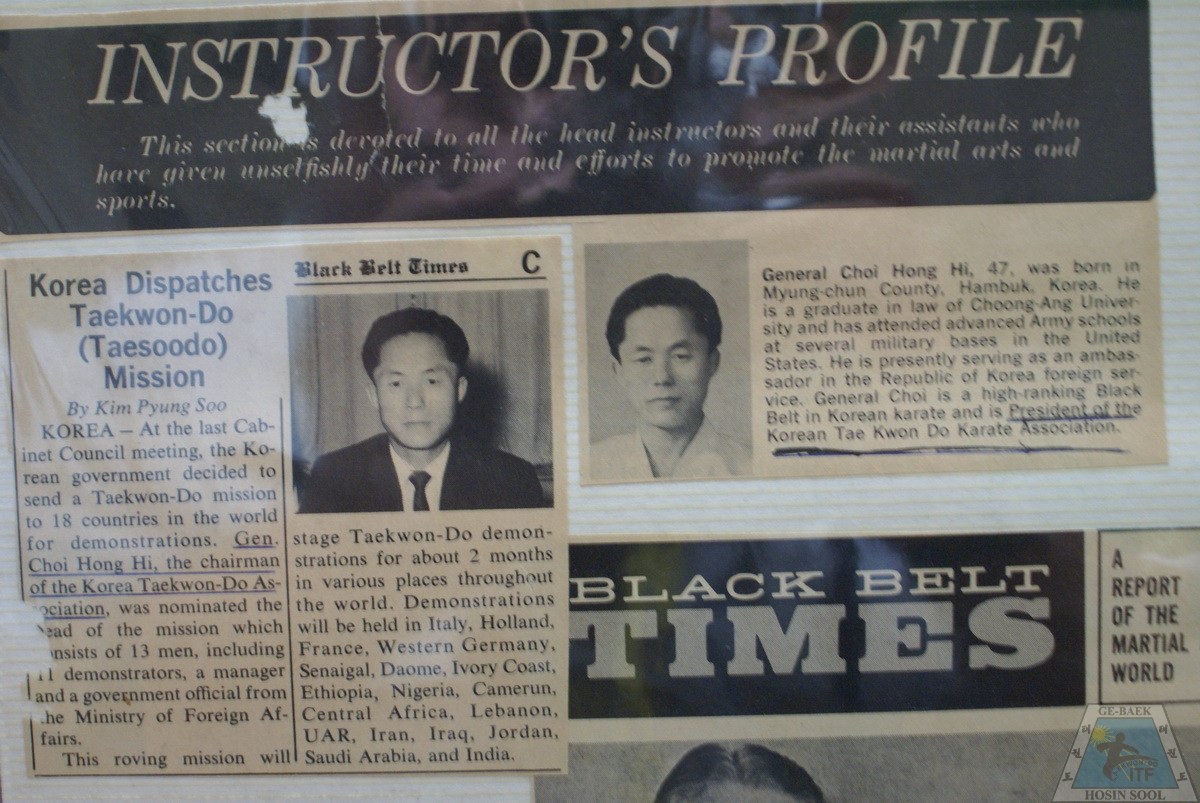 INSTRUCTOR'S PROFILE
This section is devoted to all the head instructors and their assistants who
have given unselfishly their time and efforts to promote the martial arts and
sports.
Korea Dispatches
Taekwon-Do
(Taesoodo)
Mission
By Kim Pyung Soo
KOREA – At the last Cab-
inet Council meeting, the Ko-
rean government decided to
send a Taekwon-Do mission
to 18 countries in the world
for demonstrations. Gen.
Choi Hong Hi, the chairman
of the Korea Taekwon-Do As-
ociation, was nominated the
ead of the mission which
nsists of 13 men, including
11 demonstrators, a manager
and a government official from
he Ministry of Foreign Af-
fairs.
This roving mission will
Black Belt Times C
stage Taekwon-Do demon-
strations for about 2 months
in various places throughout
the world. Demonstrations
will be held in Italy, Holland,
France, Western Germany,
Senaigal, Daome, Ivory Coast,
Ethiopia, Nigeria, Camerun,
Central Africa, Lebanon,
UAR, Iran, Iraq, Jordan,
Saudi Arabia, and India.
General Choi Hong Hi, 47, was born in
Myung-chun County, Hambuk, Korea. He
is a graduate in law of Choong-Ang Univer-
sity and has attended advanced Army schools
at several military bases in the United
States. He is presently serving as an ambas-
sador in the Republic of Korea foreign ser-
vice. General Choi is a high-ranking Black
Belt in Korean karate and is President of the
Korean Tae Kwon Do Karate Association.
BLACK BELT
TIMES
A
REPORT
OF THE
MARTIAL
WORLD
GE-BAEK
ITF
HOSIN SOOL